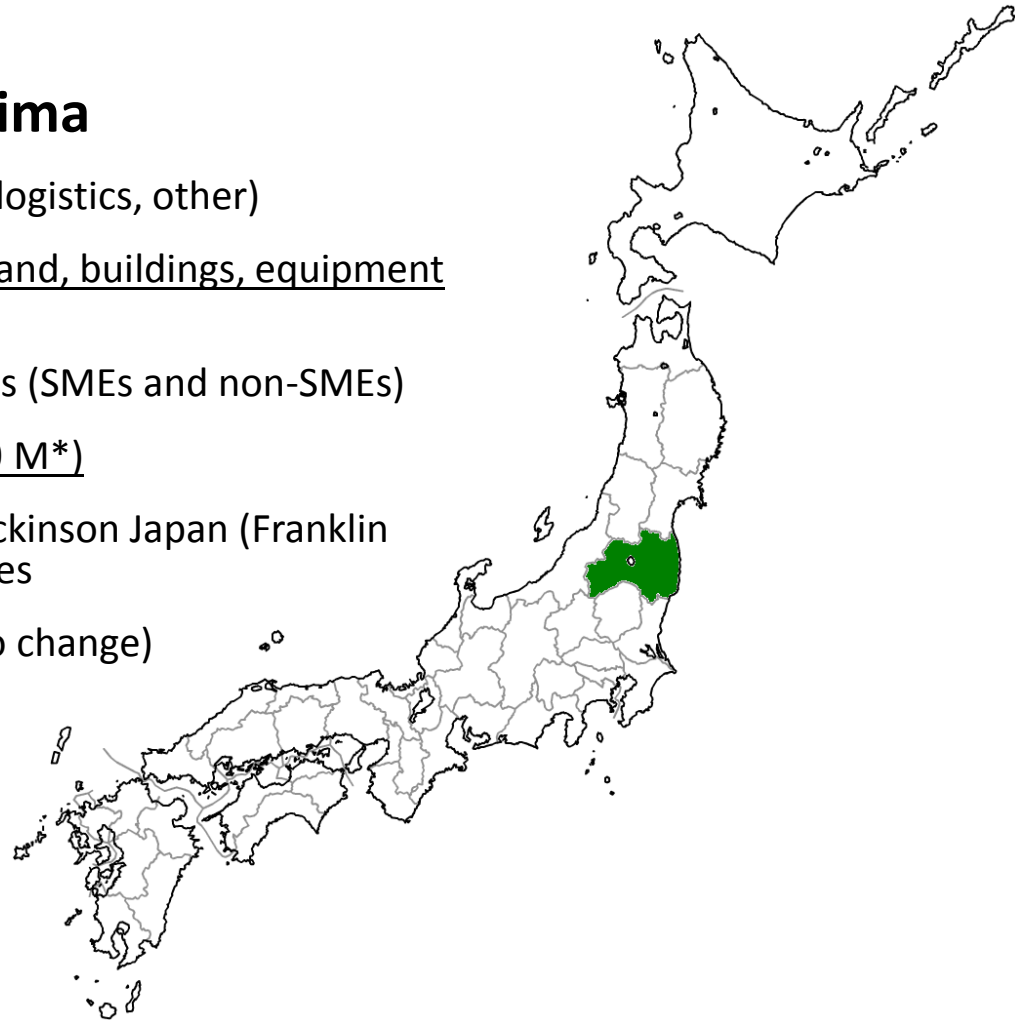 ima
logistics, other)
and, buildings, equipment
s (SMEs and non-SMEs)
M*)
ckinson Japan (Franklin
es
change)